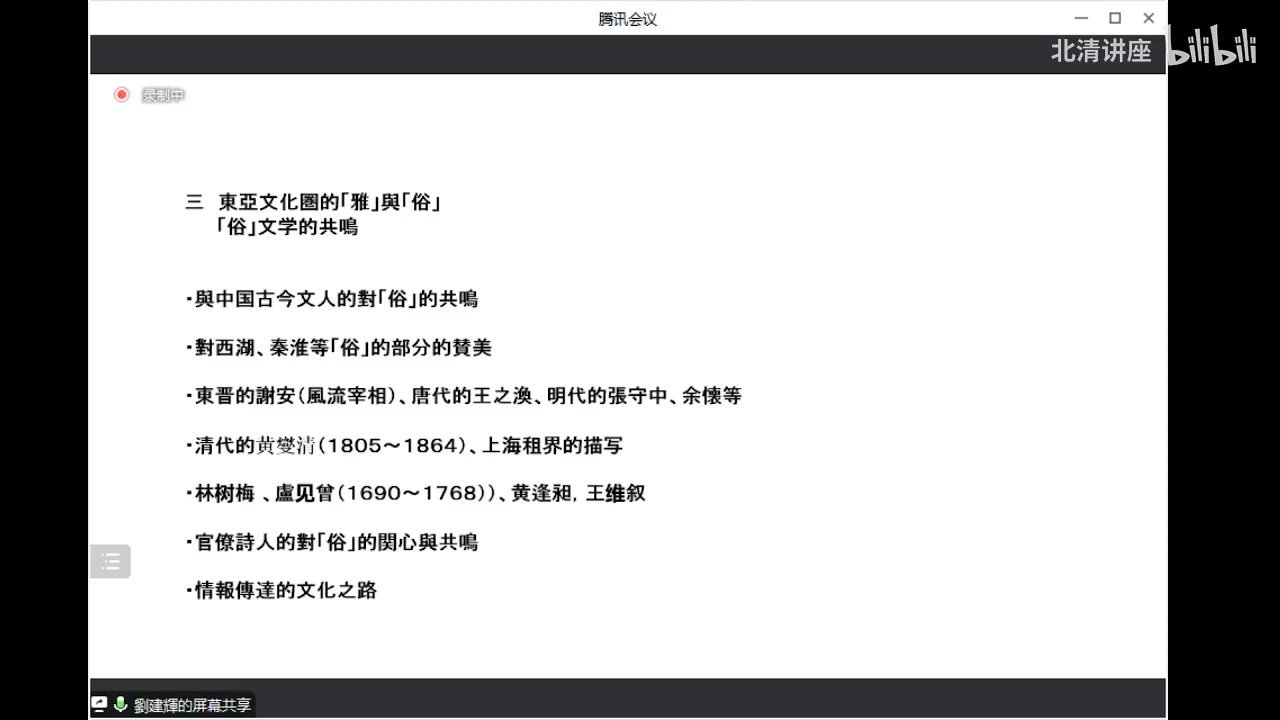 腾讯会议
北清讲座 bilibili
录制中
三 東亞文化圏的「雅」與「俗」
「俗」文学的共鳴
・與中国古今文人的對「俗」的共鳴
・對西湖、秦淮等「俗」的部分的賛美
・東晋的謝安(風流宰相)、唐代的王之渙、明代的張守中、余懐等
・清代的黄燮清(1805～1864)、上海租界的描写
・林树梅 、盧见曾(1690～1768))、黄逢昶, 王维叙
・官僚詩人的對「俗」的関心與共鳴
・情報傳達的文化之路
劉建輝的屏幕共享